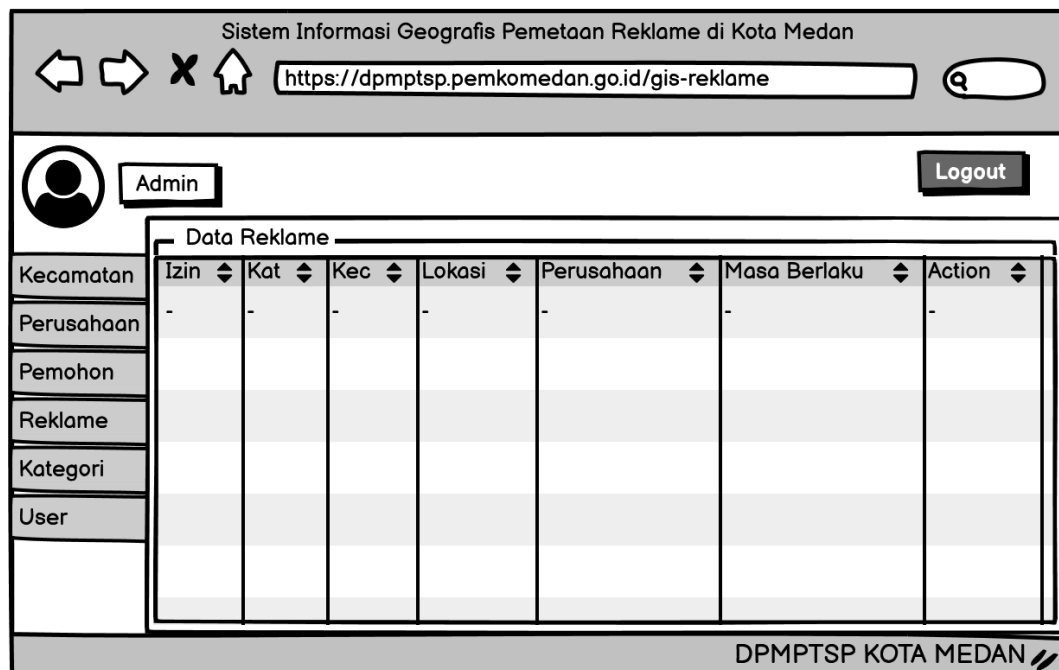 Sistem Informasi Geografis Pemetaan Reklame di Kota Medan
https://dpmptsp.pemkomedan.go.id/gis-reklame
Admin
Logout
Data Reklame
Kecamatan
Perusahaan
Pemohon
Reklame
Kategori
User
Izin Kat Kec Lokasi Perusahaan Masa Berlaku Action
- - - - - - -
DPMPTSP KOTA MEDAN